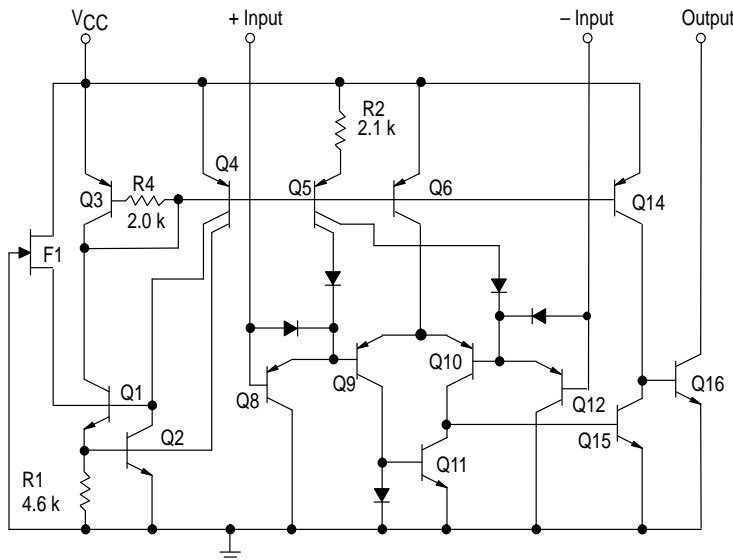 VCC
+ Input
– Input
Output
R2
2.1 k
Q3
R4
2.0 k
Q4
Q5
Q6
Q14
F1
Q1
Q2
Q8
Q9
Q10
Q12
Q16
Q15
Q11
R1
4.6 k